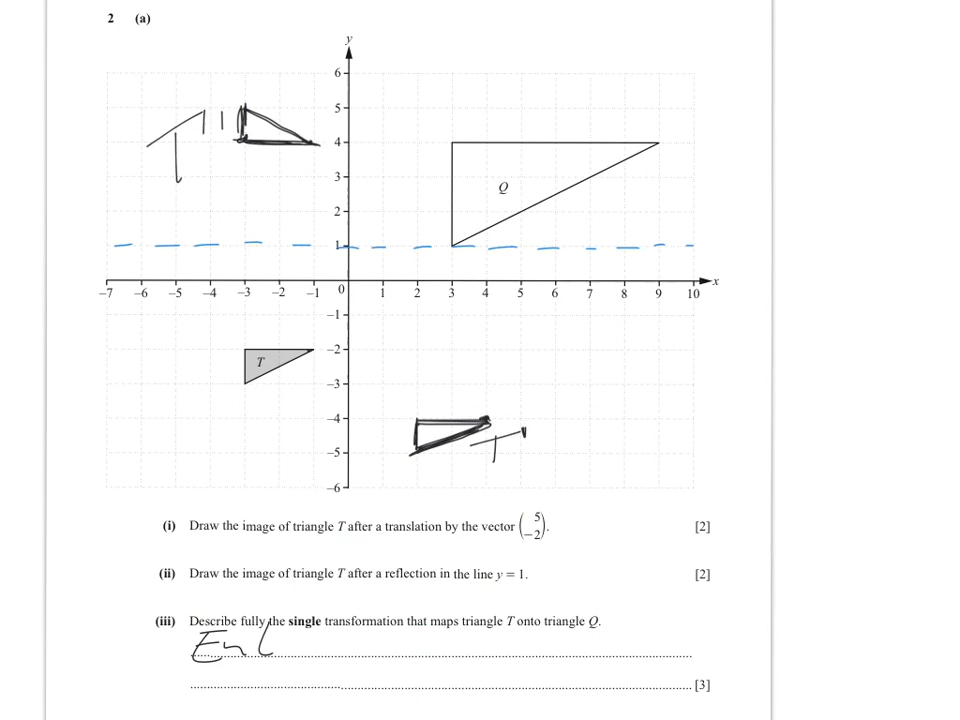 2 (a)
y
6
5
T''
4
3
Q
2
1
-7 -6 -5 -4 -3 -2 -1 0 1 2 3 4 5 6 7 8 9 10 x
-1
-2
T
-3
-4
T'
-5
-6
(i) Draw the image of triangle T after a translation by the vector (5 -2). [2]
(ii) Draw the image of triangle T after a reflection in the line y = 1. [2]
(iii) Describe fully the single transformation that maps triangle T onto triangle Q.
Enl
[3]